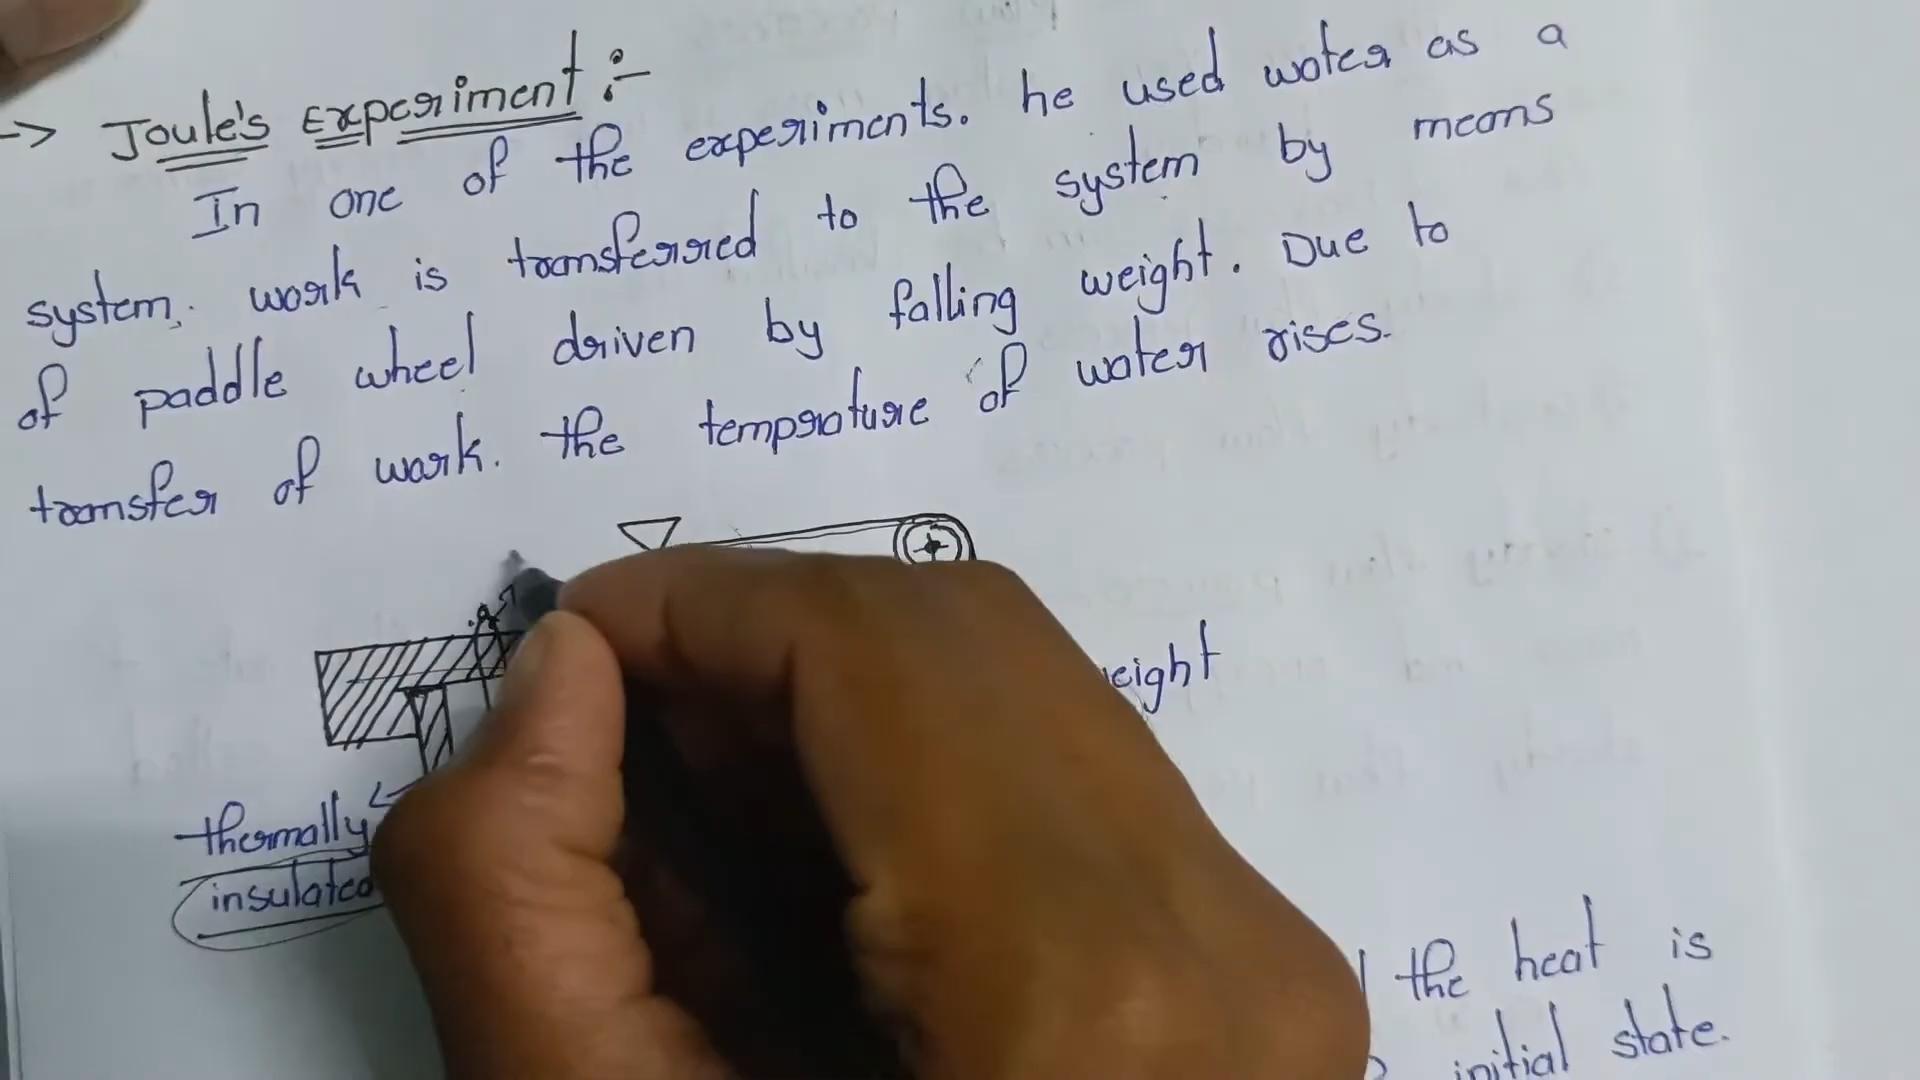 -> Joule's Experiment :-
In one of the experiments. he used water as a
system. work is transferred to the system by means
of paddle wheel driven by falling weight. Due to
transfer of work. the temprature of water rises.
eight
thermally
insulated
the heat is
initial state.